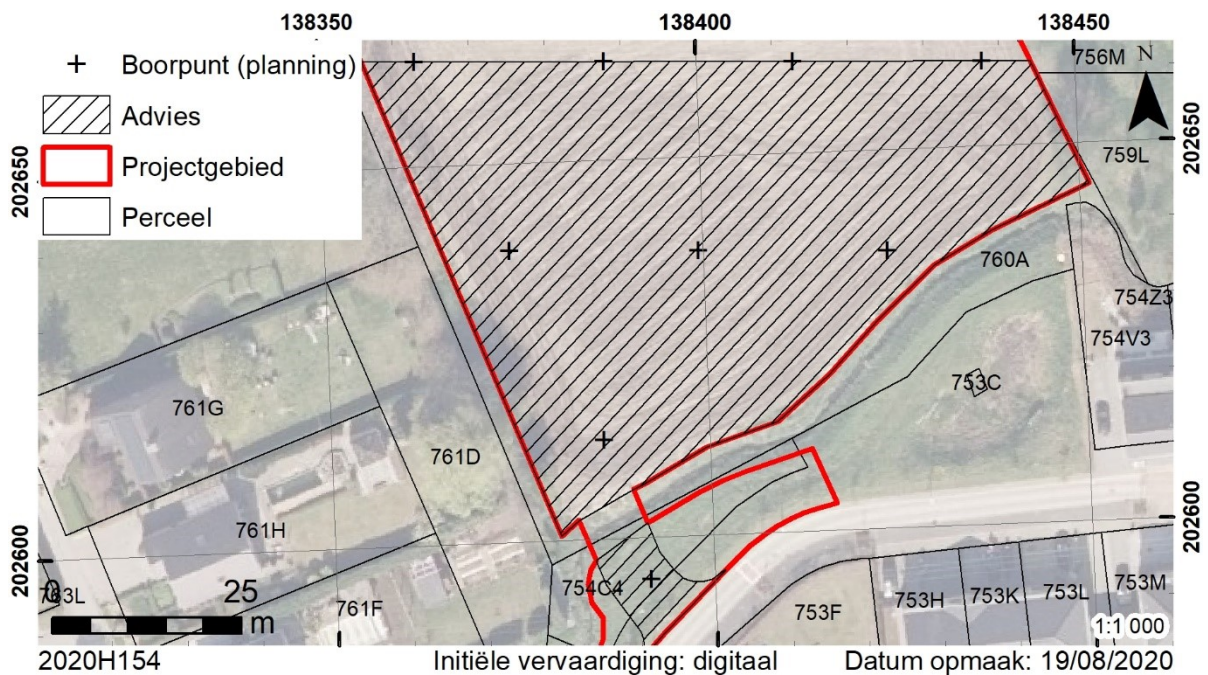 138350 138400 138450
Boorpunt (planning)
Advies
Projectgebied
Perceel
N
756M
759L
202650
202650
760A
754Z3
754V3
753C
761G
761D
761H
202600
202600
754C4
763L
761F
753F
753H
753K
753L
753M
0 25
m
1:1 000
2020H154 Initiële vervaardiging: digitaal Datum opmaak: 19/08/2020